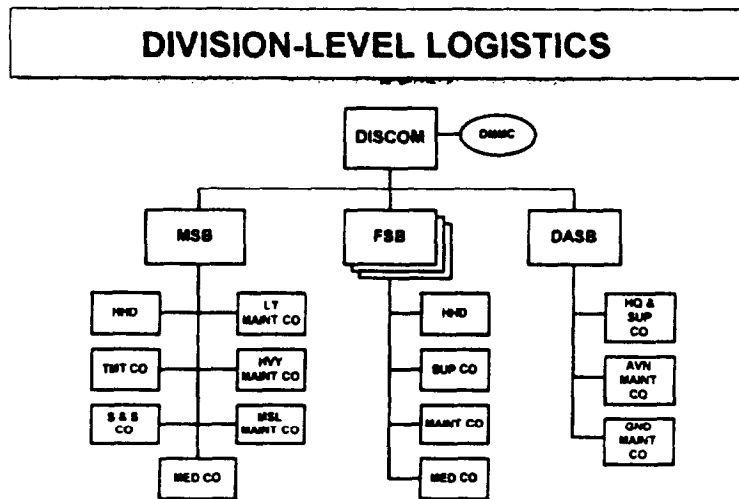 DIVISION-LEVEL LOGISTICS
DISCOM
DMMC
MSB
FSB
DASB
HHD
LT
MAINT CO
TMT CO
HVY
MAINT CO
S & S
CO
MSL
MAINT CO
MED CO
HHD
SUP CO
MAINT CO
MED CO
HQ &
SUP
CO
AVN
MAINT
CO
GND
MAINT
CO